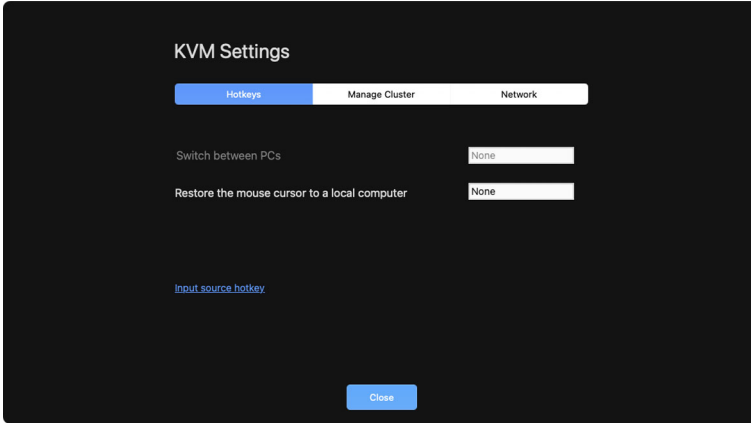 KVM Settings
Hotkeys Manage Cluster Network
Switch between PCs None
Restore the mouse cursor to a local computer None
Input source hotkey
Close